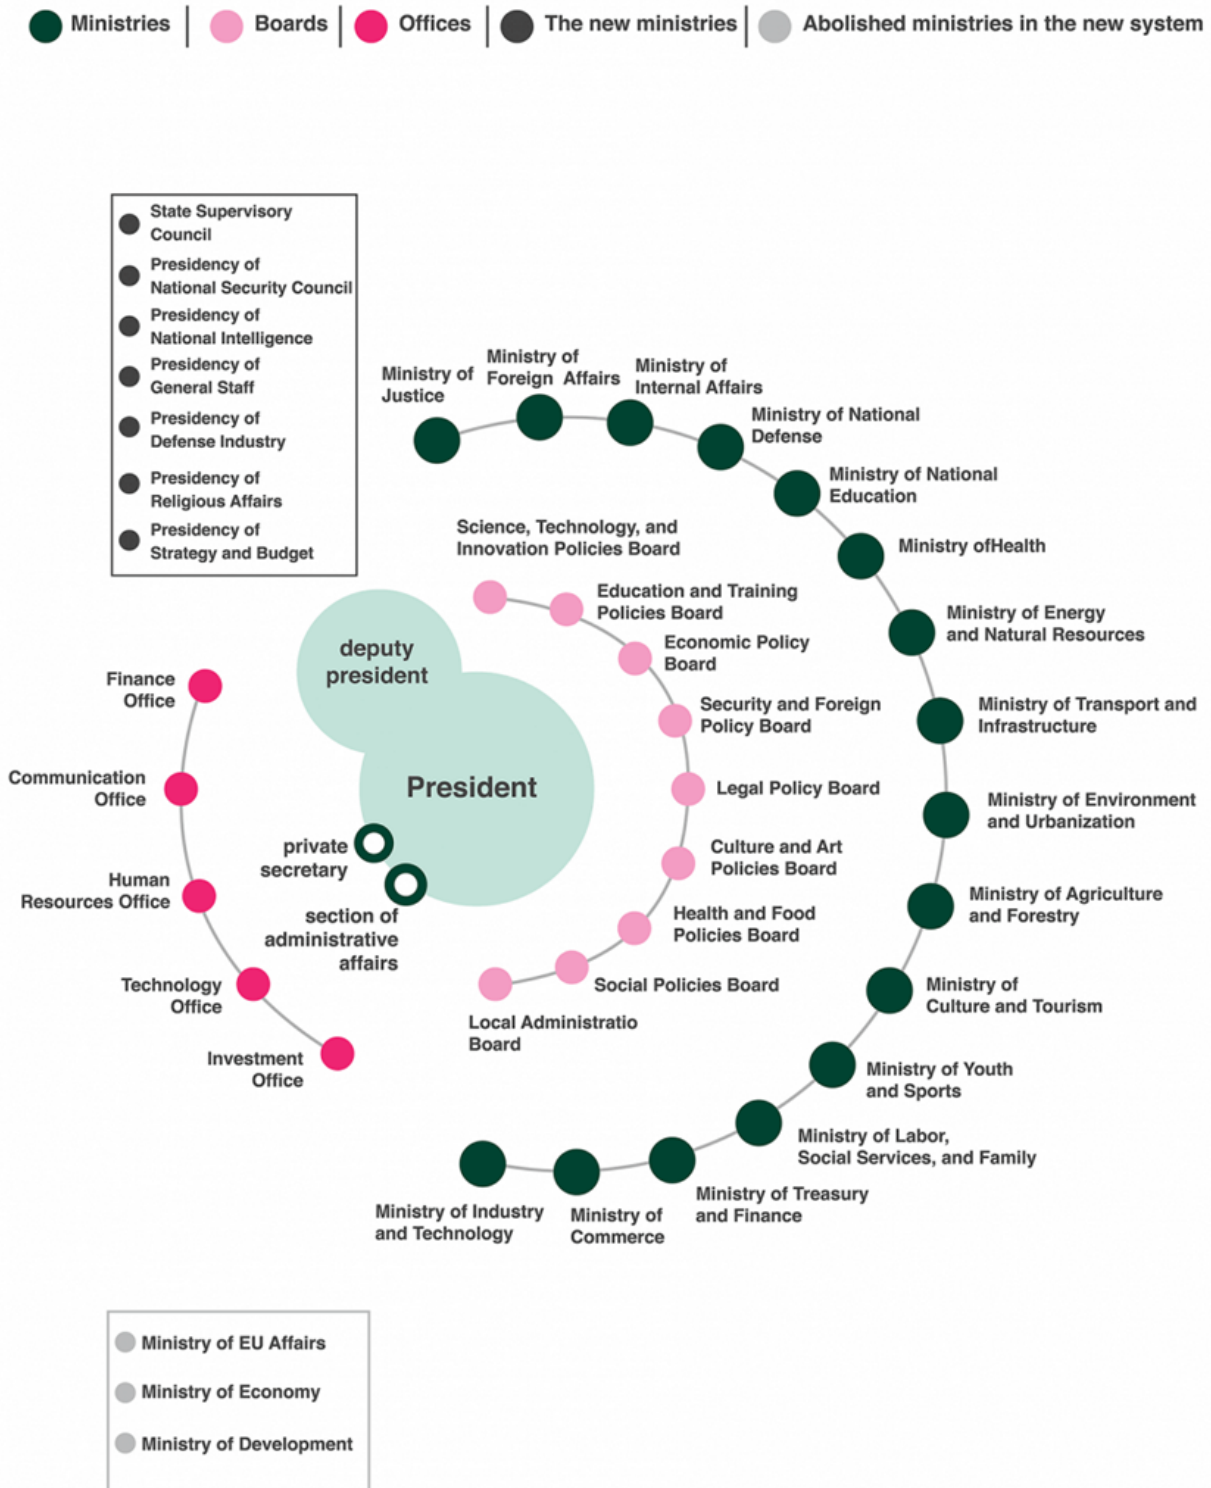 Ministries
Boards
Offices
The new ministries
Abolished ministries in the new system
State Supervisory
Council
Presidency of
National Security Council
Presidency of
National Intelligence
Presidency of
General Staff
Presidency of
Defense Industry
Presidency of
Religious Affairs
Presidency of
Strategy and Budget
Ministry of
Justice
Ministry of
Foreign Affairs
Ministry of
Internal Affairs
Ministry of National
Defense
Ministry of National
Education
Ministry ofHealth
Ministry of Energy
and Natural Resources
Ministry of Transport and
Infrastructure
Ministry of Environment
and Urbanization
Ministry of Agriculture
and Forestry
Ministry of
Culture and Tourism
Ministry of Youth
and Sports
Ministry of Labor,
Social Services, and Family
Ministry of Treasury
and Finance
Ministry of
Commerce
Ministry of Industry
and Technology
Science, Technology, and
Innovation Policies Board
Education and Training
Policies Board
Economic Policy
Board
Security and Foreign
Policy Board
Legal Policy Board
Culture and Art
Policies Board
Health and Food
Policies Board
Social Policies Board
Local Administratio
Board
deputy
president
President
private
secretary
section of
administrative
affairs
Finance
Office
Communication
Office
Human
Resources Office
Technology
Office
Investment
Office
Ministry of EU Affairs
Ministry of Economy
Ministry of Development